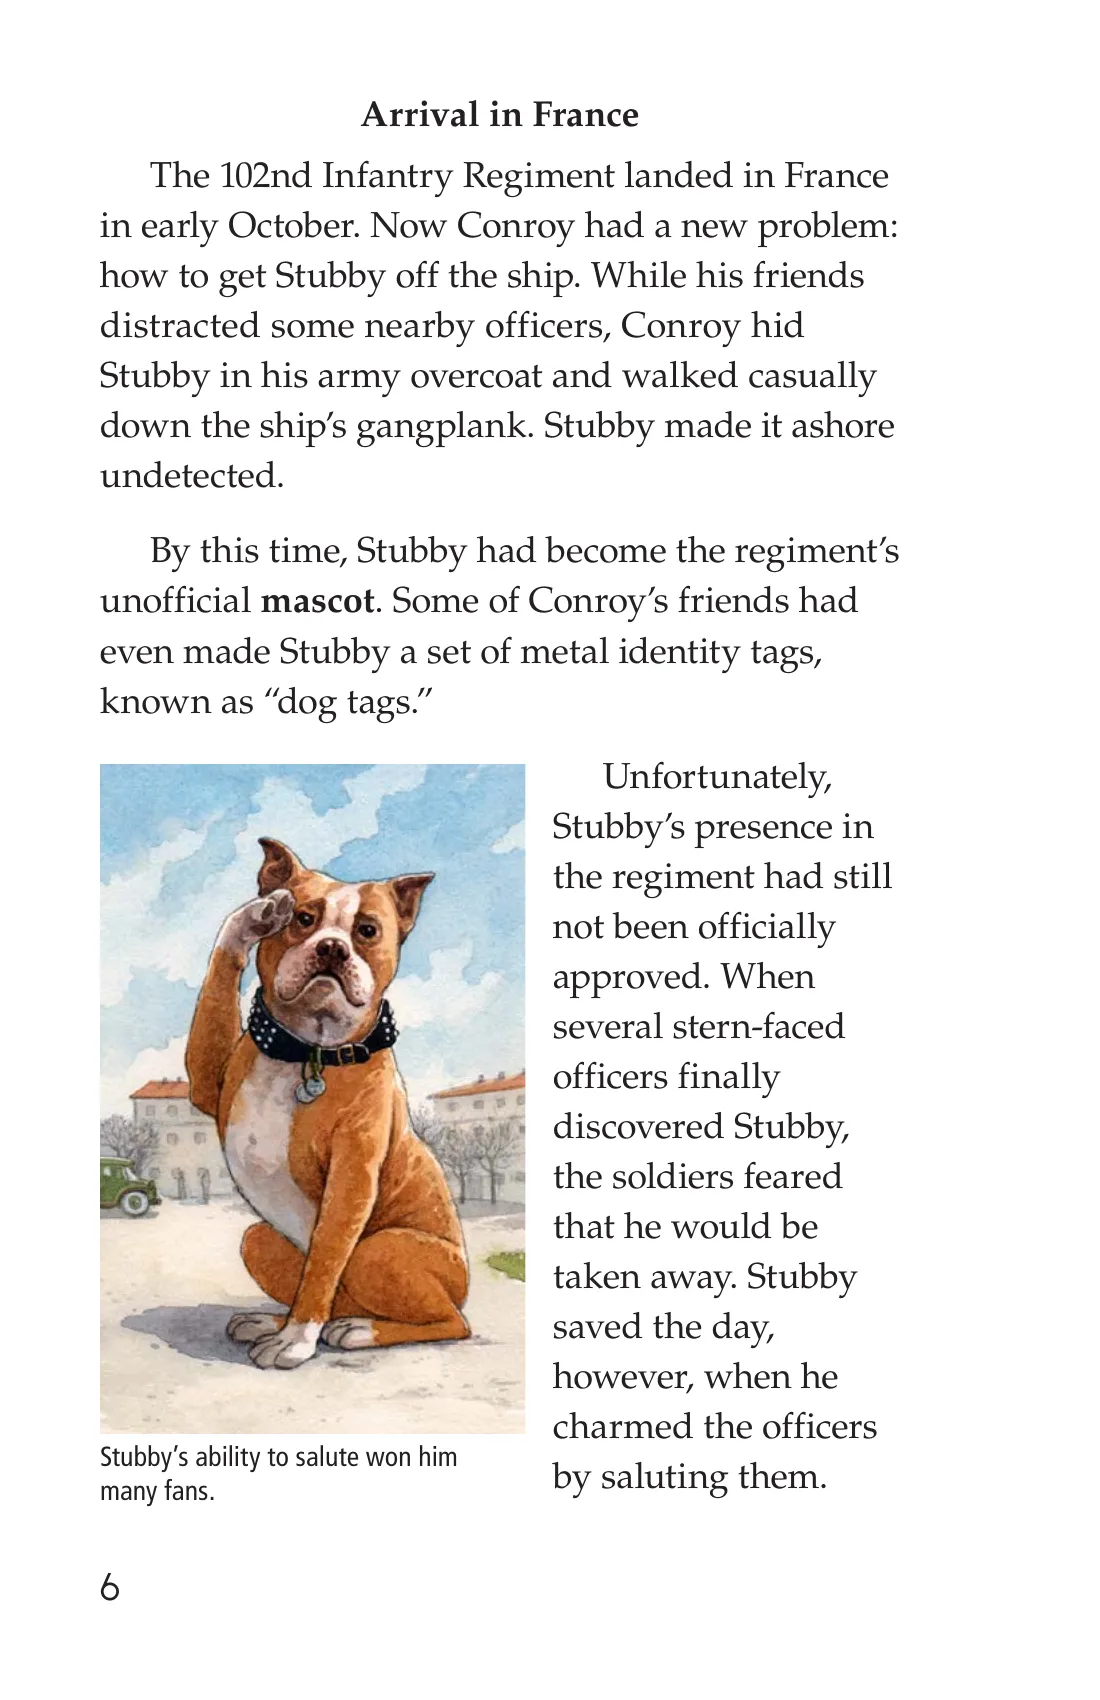 Arrival in France
The 102nd Infantry Regiment landed in France
in early October. Now Conroy had a new problem:
how to get Stubby off the ship. While his friends
distracted some nearby officers, Conroy hid
Stubby in his army overcoat and walked casually
down the ship’s gangplank. Stubby made it ashore
undetected.
By this time, Stubby had become the regiment’s
unofficial mascot. Some of Conroy’s friends had
even made Stubby a set of metal identity tags,
known as “dog tags.”
Unfortunately,
Stubby’s presence in
the regiment had still
not been officially
approved. When
several stern-faced
officers finally
discovered Stubby,
the soldiers feared
that he would be
taken away. Stubby
saved the day,
however, when he
charmed the officers
by saluting them.
Stubby’s ability to salute won him
many fans.
6